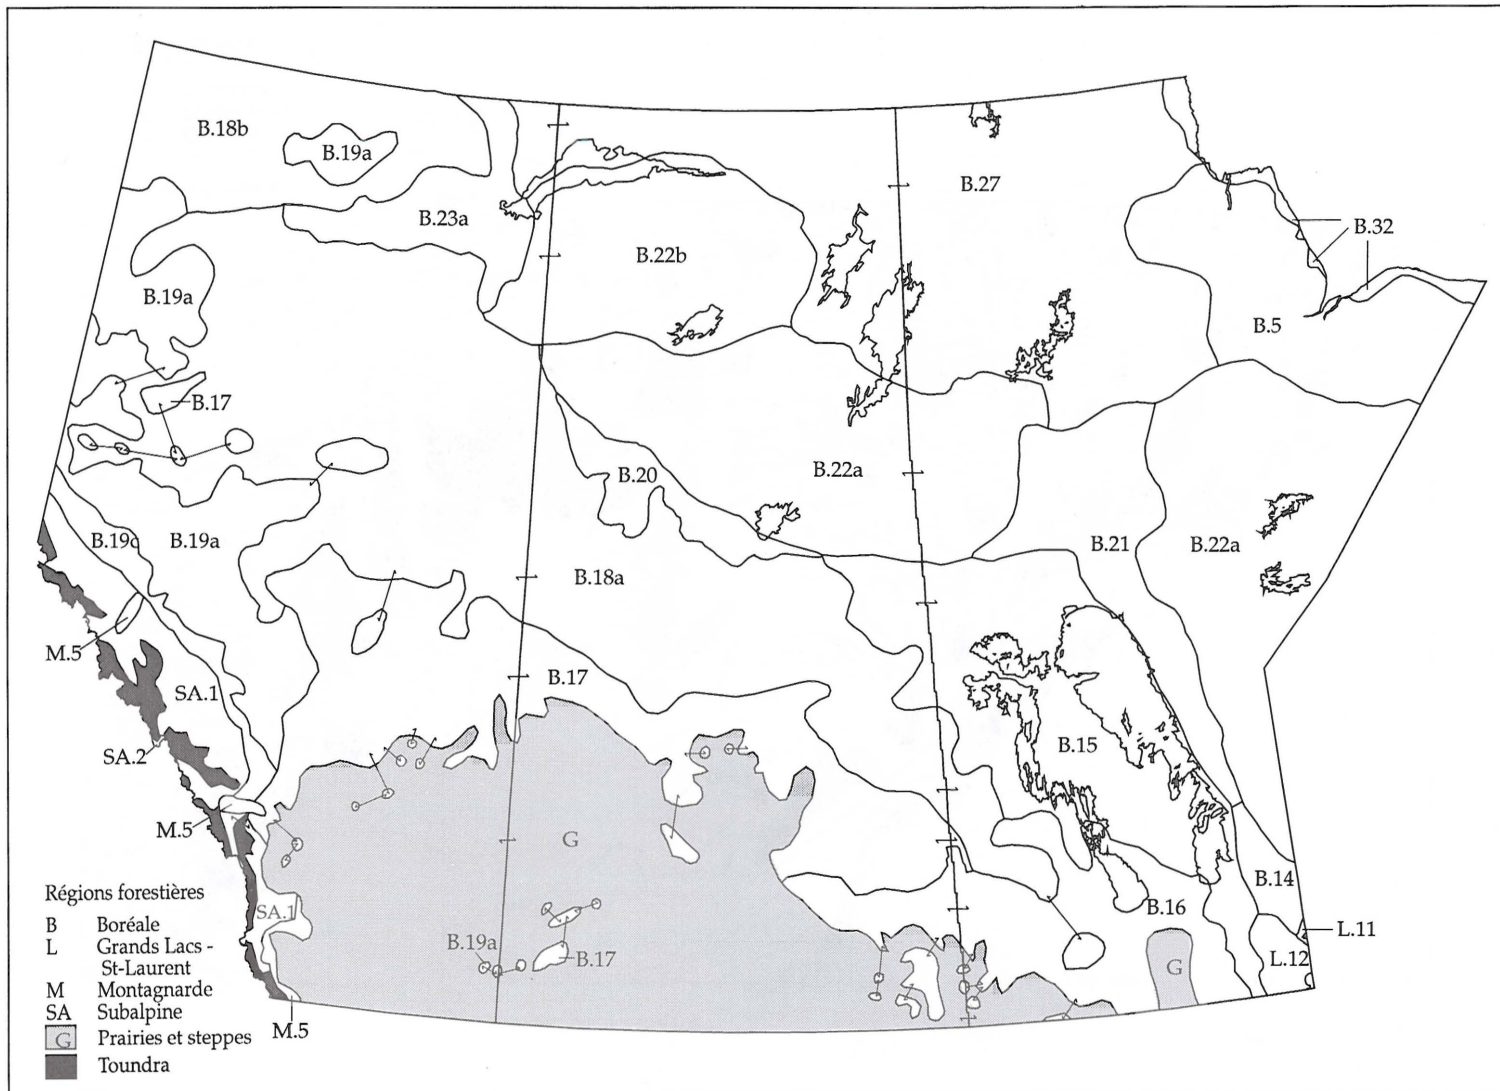 B.18b
B.19a
B.27
B.23a
B.32
B.22b
B.19a
B.5
B.17
B.22a
B.20
B.19c
B.19a
B.21
B.22a
B.18a
M.5
B.17
SA.1
B.15
SA.2
M.5
G
B.14
SA.1
B.16
L.11
B.19a
B.17
G
L.12
M.5
Régions forestières
B Boréale
L Grands Lacs -
St-Laurent
M Montagnarde
SA Subalpine
G Prairies et steppes
Toundra